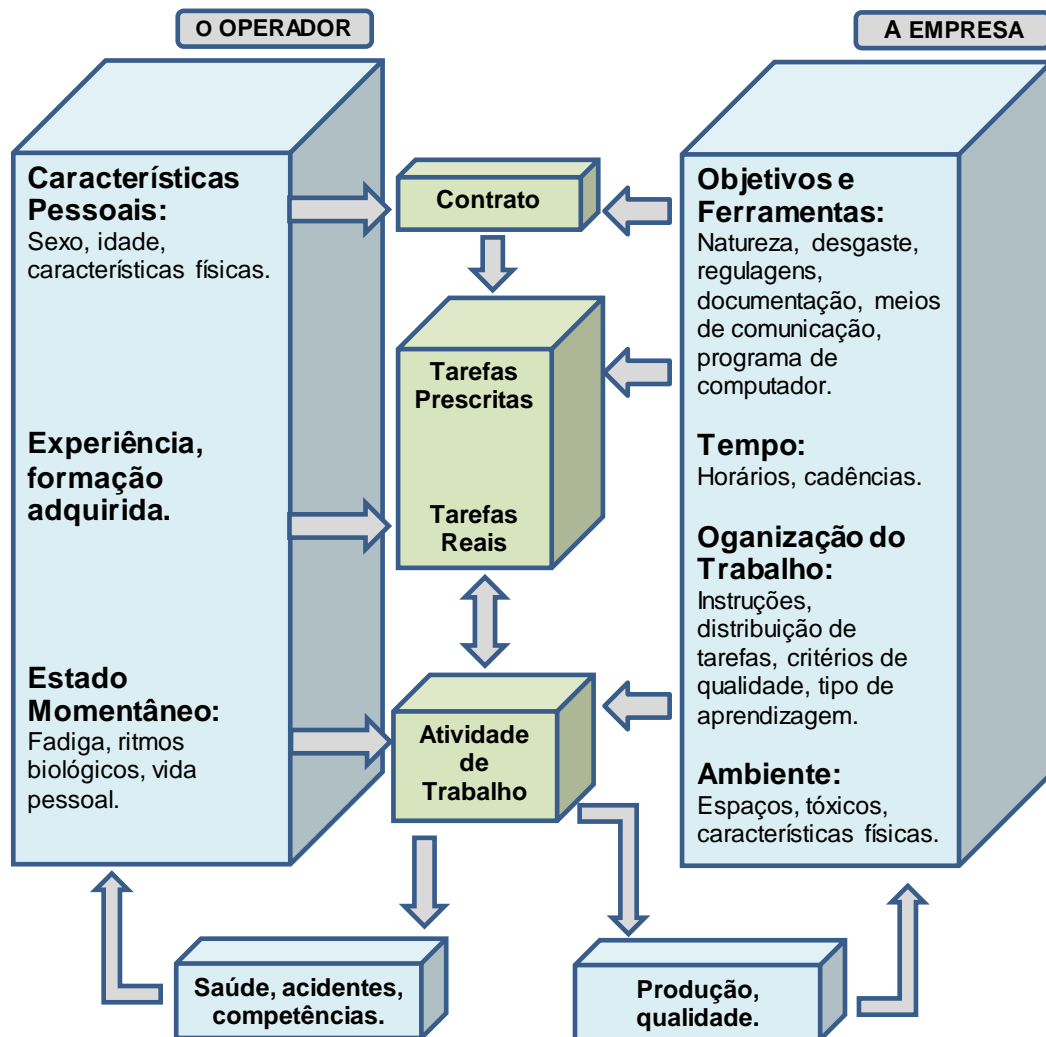 O OPERADOR
A EMPRESA
Características
Pessoais:
Sexo, idade,
características físicas.
Experiência,
formação
adquirida.
Estado
Momentâneo:
Fadiga, ritmos
biológicos, vida
pessoal.
Contrato
Tarefas
Prescritas
Tarefas
Reais
Atividade
de
Trabalho
Objetivos e
Ferramentas:
Natureza, desgaste,
regulagens,
documentação, meios
de comunicação,
programa de
computador.
Tempo:
Horários, cadências.
Oganização do
Trabalho:
Instruções,
distribuição de
tarefas, critérios de
qualidade, tipo de
aprendizagem.
Ambiente:
Espaços, tóxicos,
características físicas.
Saúde, acidentes,
competências.
Produção,
qualidade.